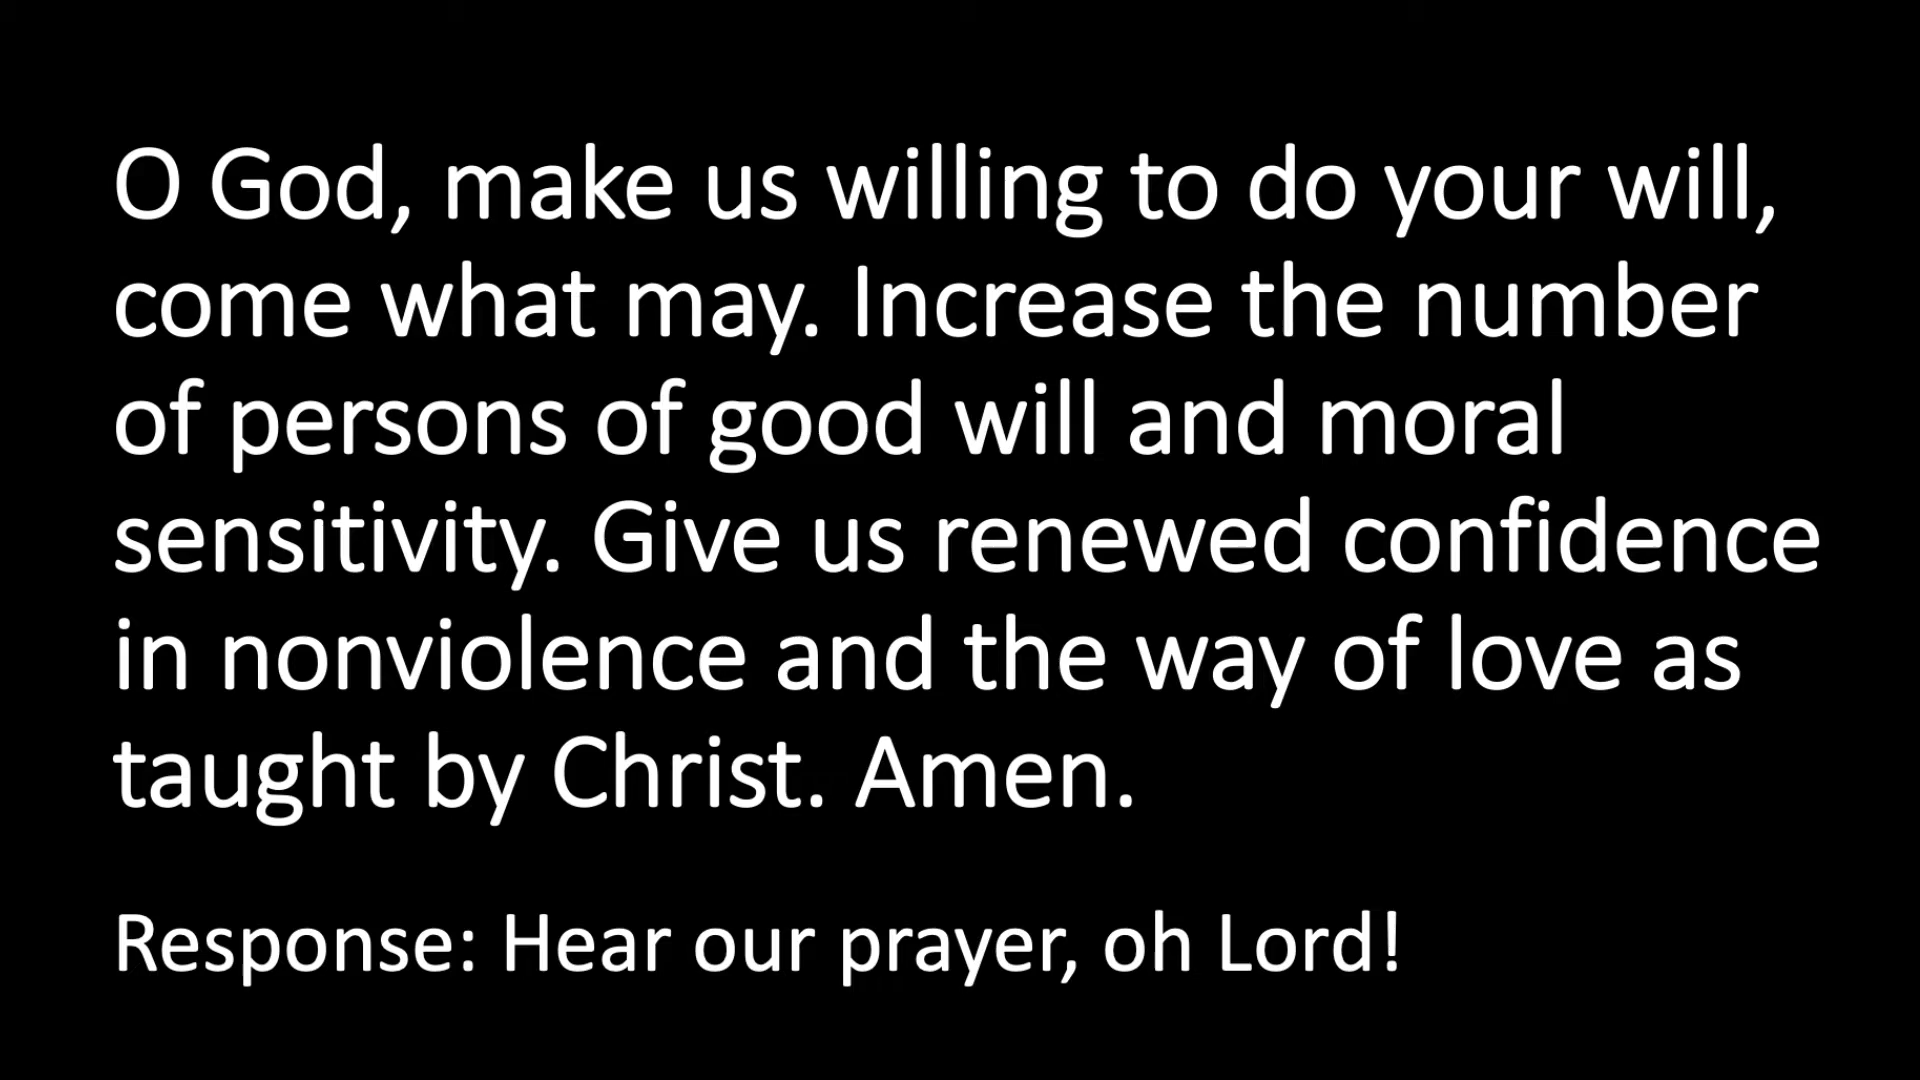 O God, make us willing to do your will,
come what may. Increase the number
of persons of good will and moral
sensitivity. Give us renewed confidence
in nonviolence and the way of love as
taught by Christ. Amen.
Response: Hear our prayer, oh Lord!